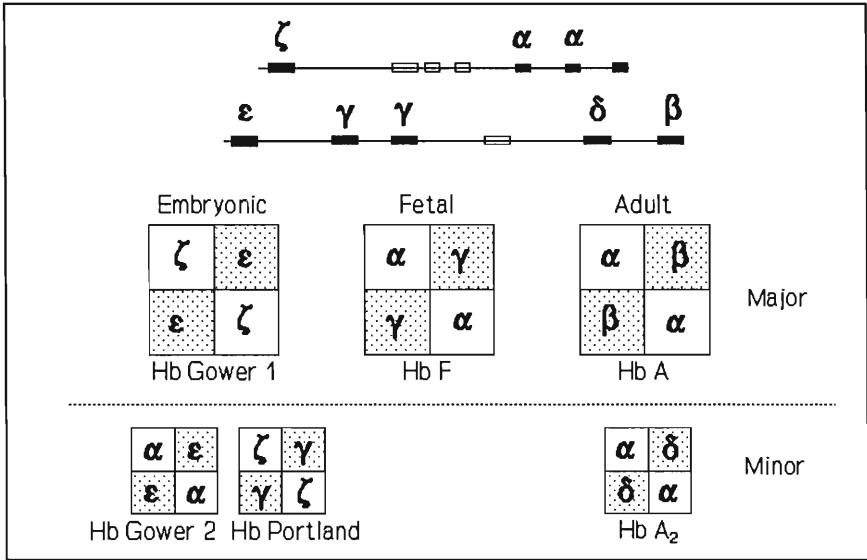 ζ α α
ε γ γ δ β
Embryonic Fetal Adult
ζ ε α γ α β
ε ζ γ α β α
Major
Hb Gower 1 Hb F Hb A
α ε ζ γ α δ
ε α γ ζ δ α
Minor
Hb Gower 2 Hb Portland Hb A₂